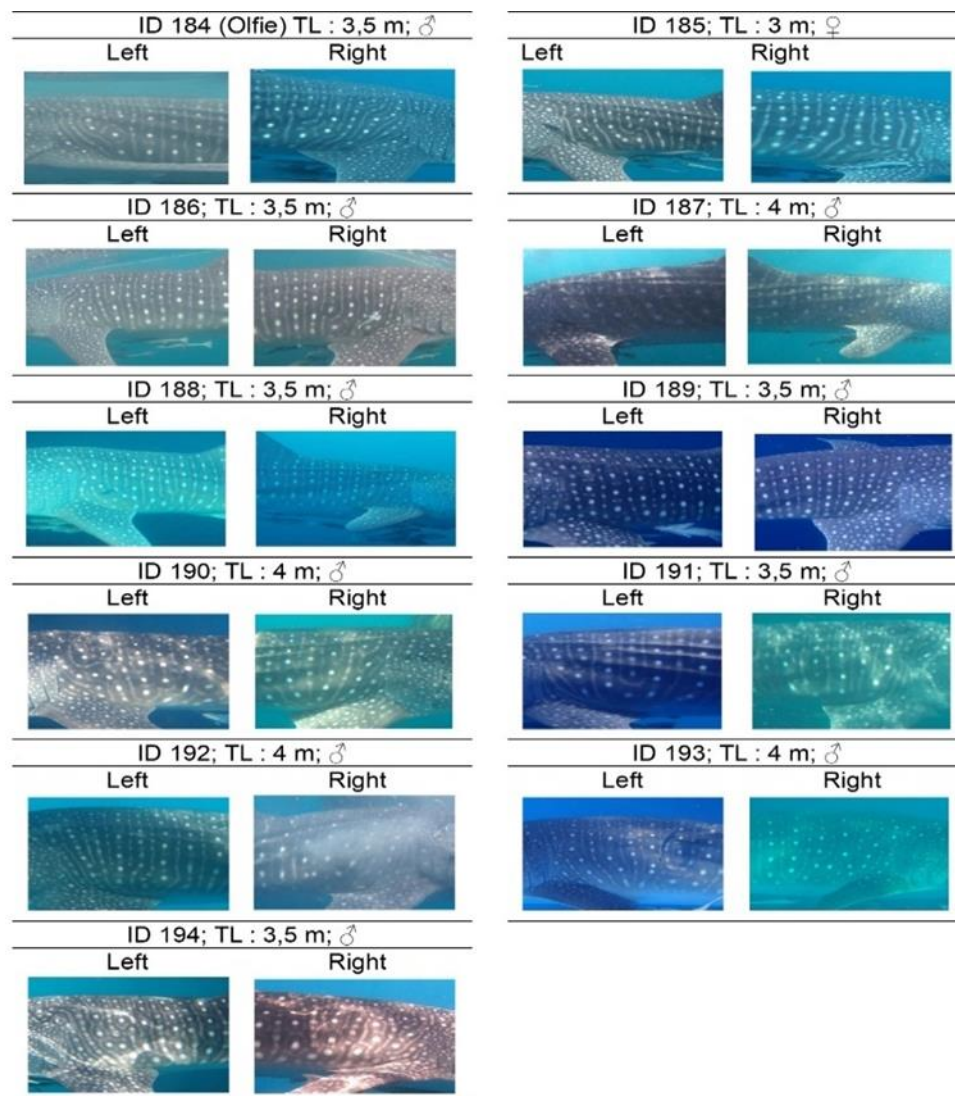 ID 184 (Olfie) TL : 3,5 m; ♂
Left Right
ID 185; TL : 3 m; ♀
Left Right
ID 186; TL : 3,5 m; ♂
Left Right
ID 187; TL : 4 m; ♂
Left Right
ID 188; TL : 3,5 m; ♂
Left Right
ID 189; TL : 3,5 m; ♂
Left Right
ID 190; TL : 4 m; ♂
Left Right
ID 191; TL : 3,5 m; ♂
Left Right
ID 192; TL : 4 m; ♂
Left Right
ID 193; TL : 4 m; ♂
Left Right
ID 194; TL : 3,5 m; ♂
Left Right